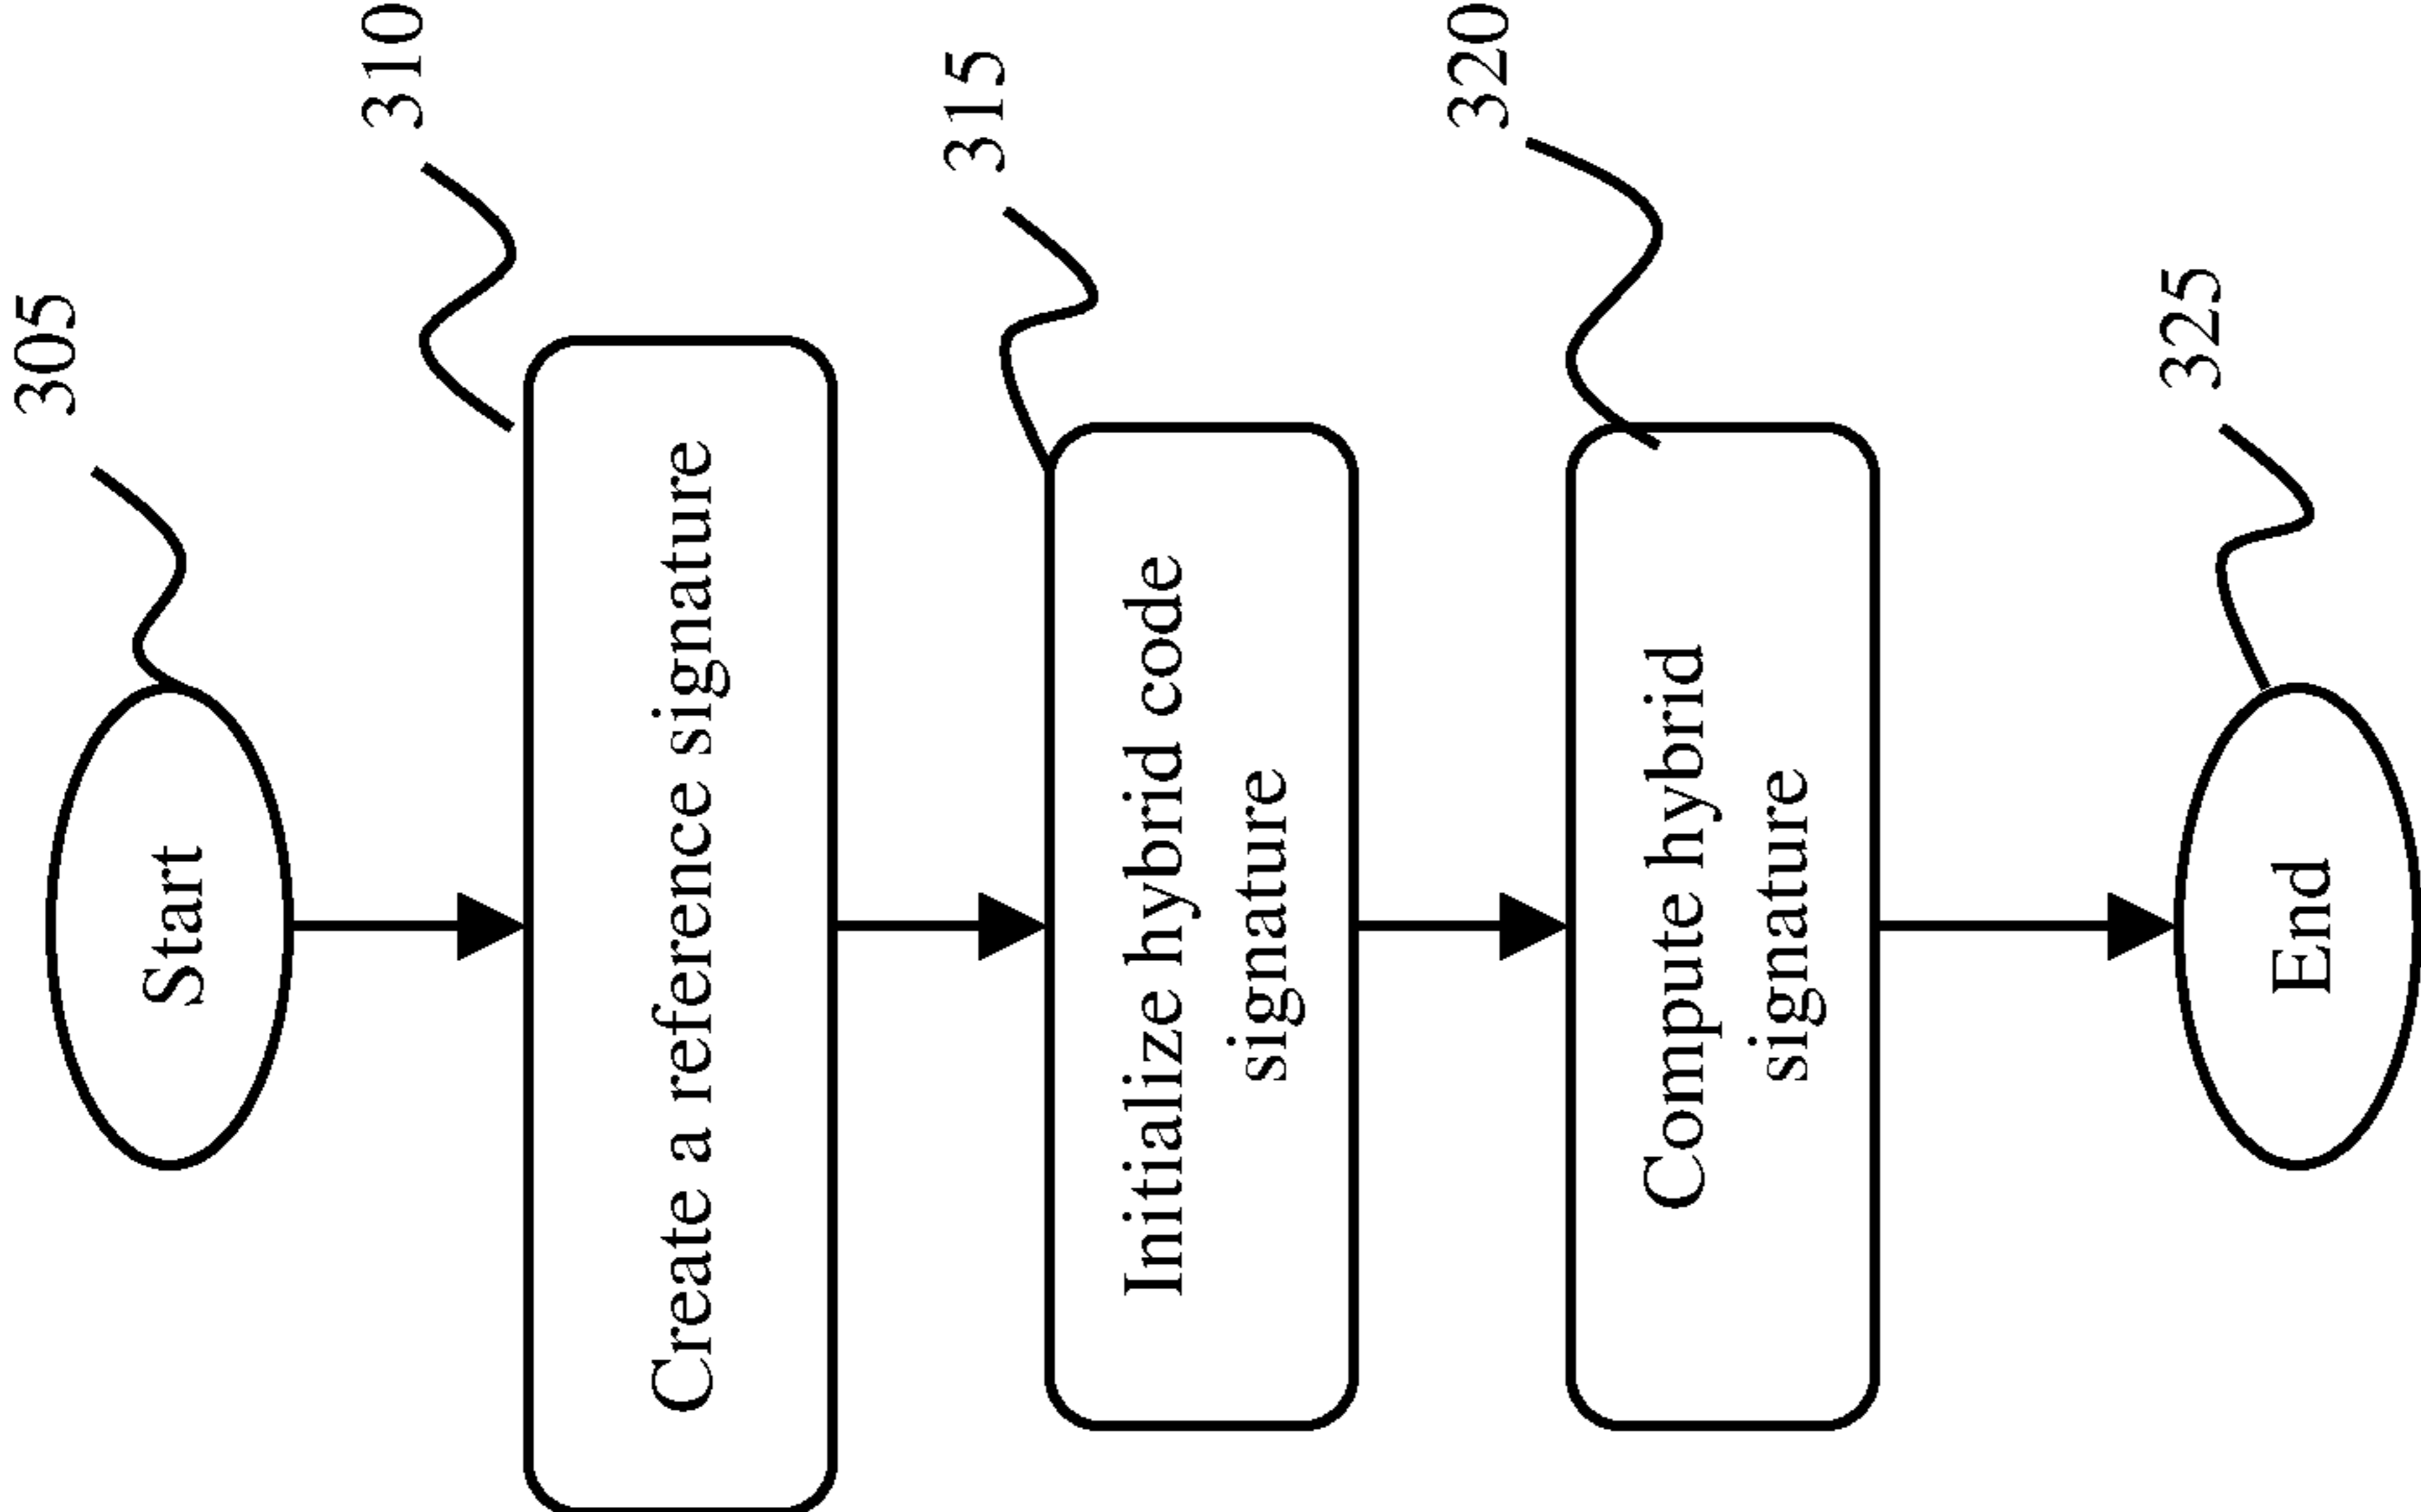 305
Start
310
Create a reference signature
315
Initialize hybrid code
signature
320
Compute hybrid
signature
325
End